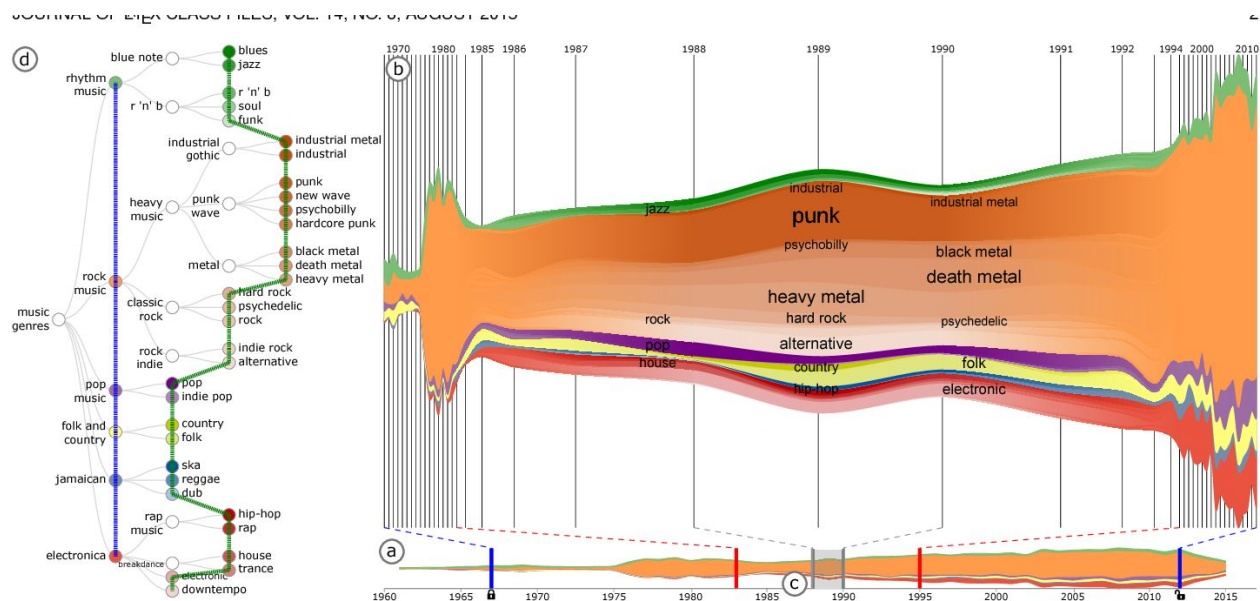 JOURNAL OF LATEX CLASS FILES, VOL. 14, NO. 8, AUGUST 2015
2
d
blue note
blues
jazz
rhythm
music
r 'n' b
r 'n' b
soul
funk
industrial
gothic
industrial metal
industrial
heavy
music
punk
wave
punk
new wave
psychobilly
hardcore punk
metal
black metal
death metal
heavy metal
rock
music
classic
rock
hard rock
psychedelic
rock
music
genres
rock
indie
indie rock
alternative
pop
music
pop
indie pop
folk and
country
country
folk
jamaican
ska
reggae
dub
rap
music
hip-hop
rap
electronica
breakdance
house
trance
electronic
downtempo
1970 1980 1985 1986 1987 1988 1989 1990 1991 1992 1994 2000 2010
b
jazz
industrial
industrial metal
punk
psychobilly
black metal
death metal
heavy metal
rock
hard rock
psychedelic
pop
alternative
house
country
folk
hip-hop
electronic
a
c
1960 1965 1970 1975 1980 1985 1990 1995 2000 2005 2010 2015